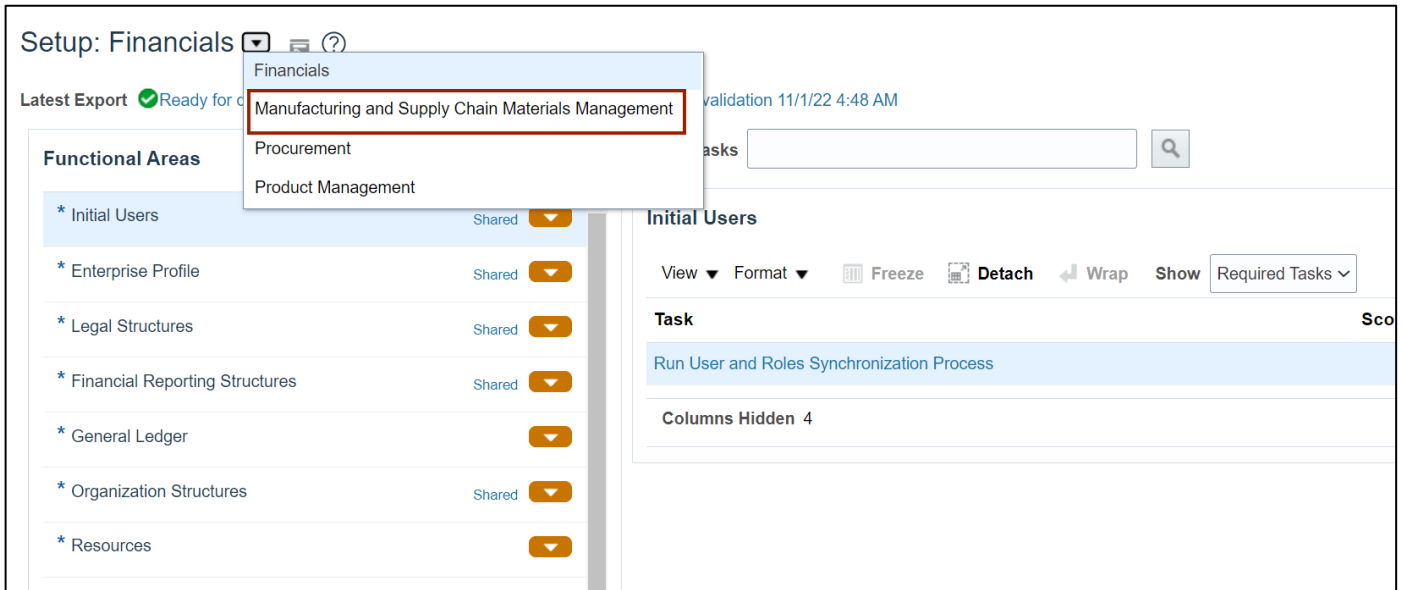 Setup: Financials
Financials
Latest Export Ready for validation 11/1/22 4:48 AM
Manufacturing and Supply Chain Materials Management
Procurement
Product Management
Functional Areas
* Initial Users Shared
* Enterprise Profile Shared
* Legal Structures Shared
* Financial Reporting Structures Shared
* General Ledger
* Organization Structures Shared
* Resources
Initial Users
View Format Freeze Detach Wrap Show Required Tasks
Task
Run User and Roles Synchronization Process
Columns Hidden 4